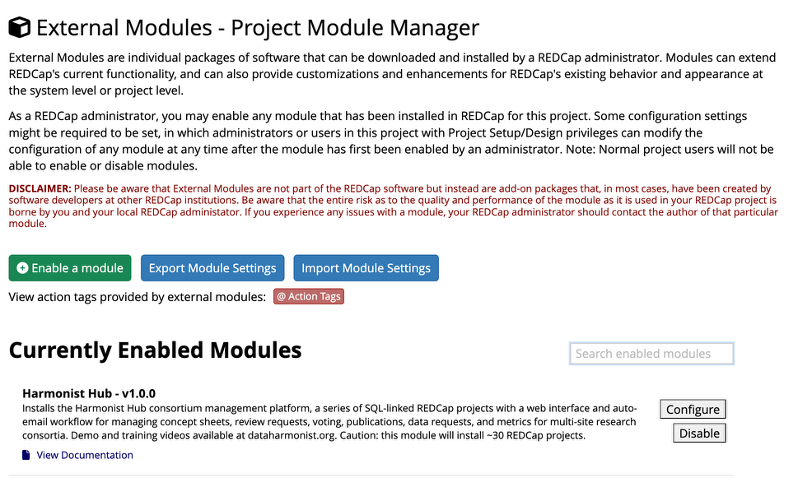 External Modules - Project Module Manager
External Modules are individual packages of software that can be downloaded and installed by a REDCap administrator. Modules can extend
REDCap's current functionality, and can also provide customizations and enhancements for REDCap's existing behavior and appearance at
the system level or project level.
As a REDCap administrator, you may enable any module that has been installed in REDCap for this project. Some configuration settings
might be required to be set, in which administrators or users in this project with Project Setup/Design privileges can modify the
configuration of any module at any time after the module has first been enabled by an administrator. Note: Normal project users will not be
able to enable or disable modules.
DISCLAIMER: Please be aware that External Modules are not part of the REDCap software but instead are add-on packages that, in most cases, have been created by
software developers at other REDCap institutions. Be aware that the entire risk as to the quality and performance of the module as it is used in your REDCap project is
borne by you and your local REDCap administator. If you experience any issues with a module, your REDCap administrator should contact the author of that particular
module.
Enable a module Export Module Settings Import Module Settings
View action tags provided by external modules: @ Action Tags
Currently Enabled Modules Search enabled modules
Harmonist Hub - v1.0.0
Installs the Harmonist Hub consortium management platform, a series of SQL-linked REDCap projects with a web interface and auto-
email workflow for managing concept sheets, review requests, voting, publications, data requests, and metrics for multi-site research
consortia. Demo and training videos available at dataharmonist.org. Caution: this module will install ~30 REDCap projects.
Configure
Disable
View Documentation